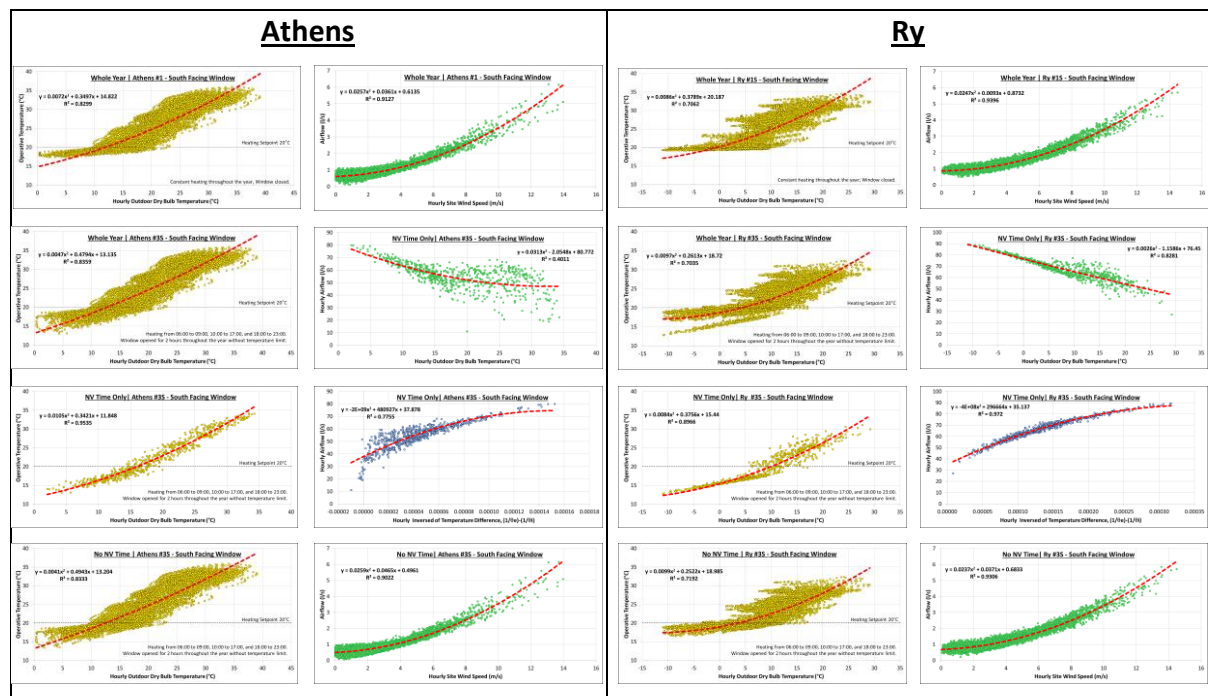 Athens
Ry
Whole Year | Athens #1 - South Facing Window
y = 0.0072x² + 0.3497x + 14.822
R² = 0.8299
Operative Temperature (°C)
Heating Setpoint 20°C
Constant heating throughout the year, Window closed.
Hourly Outdoor Dry Bulb Temperature (°C)
Whole Year | Athens #1 - South Facing Window
y = 0.0257x² + 0.0361x + 0.6135
R² = 0.9127
Airflow (l/s)
Hourly Site Wind Speed (m/s)
Whole Year | Ry #15 - South Facing Window
y = 0.0086x² + 0.3789x + 20.187
R² = 0.7062
Operative Temperature (°C)
Heating Setpoint 20°C
Constant heating throughout the year, Window closed.
Hourly Outdoor Dry Bulb Temperature (°C)
Whole Year | Ry #15 - South Facing Window
y = 0.0247x² + 0.0093x + 0.8732
R² = 0.9396
Airflow (l/s)
Hourly Site Wind Speed (m/s)
Whole Year | Athens #35 - South Facing Window
y = 0.0047x² + 0.4794x + 13.135
R² = 0.8359
Operative Temperature (°C)
Heating Setpoint 20°C
Heating from 06:00 to 09:00, 10:00 to 17:00, and 18:00 to 23:00.
Window opened for 2 hours throughout the year without temperature limit.
Hourly Outdoor Dry Bulb Temperature (°C)
NV Time Only| Athens #35 - South Facing Window
y = 0.0313x² - 2.0548x + 80.772
R² = 0.4011
Hourly Airflow (l/s)
Hourly Outdoor Dry Bulb Temperature (°C)
Whole Year | Ry #35 - South Facing Window
y = 0.0097x² + 0.2613x + 18.72
R² = 0.7035
Operative Temperature (°C)
Heating Setpoint 20°C
Heating from 06:00 to 09:00, 10:00 to 17:00, and 18:00 to 23:00.
Window opened for 2 hours throughout the year without temperature limit.
Hourly Outdoor Dry Bulb Temperature (°C)
NV Time Only| Ry #35 - South Facing Window
y = 0.0026x² - 1.1586x + 76.45
R² = 0.8281
Hourly Airflow (l/s)
Hourly Outdoor Dry Bulb Temperature (°C)
NV Time Only| Athens #35 - South Facing Window
y = 0.0105x² + 0.3421x + 11.848
R² = 0.9535
Operative Temperature (°C)
Heating Setpoint 20°C
Heating from 06:00 to 09:00, 10:00 to 17:00, and 18:00 to 23:00.
Window opened for 2 hours throughout the year without temperature limit.
Hourly Outdoor Dry Bulb Temperature (°C)
NV Time Only| Athens #35 - South Facing Window
y = -2E+09x² + 480927x + 37.878
R² = 0.7755
Hourly Airflow (l/s)
Hourly Inversed of Temperature Difference,
NV Time Only| Ry #35 - South Facing Window
y = 0.0084x² + 0.3756x + 15.44
R² = 0.8966
Operative Temperature (°C)
Heating Setpoint 20°C
Heating from 06:00 to 09:00, 10:00 to 17:00, and 18:00 to 23:00.
Window opened for 2 hours throughout the year without temperature limit.
Hourly Outdoor Dry Bulb Temperature (°C)
NV Time Only| Ry #35 - South Facing Window
y = -4E+08x² + 296664x + 35.137
R² = 0.972
Hourly Airflow (l/s)
Hourly Inversed of Temperature Difference,
No NV Time | Athens #35 - South Facing Window
y = 0.0041x² + 0.4943x + 13.204
R² = 0.8333
Operative Temperature (°C)
Heating Setpoint 20°C
Heating from 06:00 to 09:00, 10:00 to 17:00, and 18:00 to 23:00.
Window opened for 2 hours throughout the year without temperature limit.
Hourly Outdoor Dry Bulb Temperature (°C)
No NV Time| Athens #35 - South Facing Window
y = 0.0259x² + 0.0465x + 0.4961
R² = 0.9022
Airflow (l/s)
Hourly Site Wind Speed (m/s)
No NV Time | Ry #35 - South Facing Window
y = 0.0099x² + 0.2522x + 18.985
R² = 0.7192
Operative Temperature (°C)
Heating Setpoint 20°C
Heating from 06:00 to 09:00, 10:00 to 17:00, and 18:00 to 23:00.
Window opened for 2 hours throughout the year without temperature limit.
Hourly Outdoor Dry Bulb Temperature (°C)
No NV Time| Ry #35 - South Facing Window
y = 0.0237x² + 0.0371x + 0.6833
R² = 0.9306
Airflow (l/s)
Hourly Site Wind Speed (m/s)